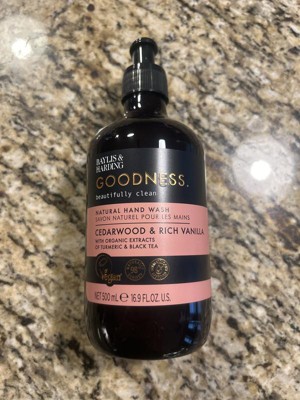 BAYLIS &
HARDING
GOODNESS.
beautifully clean
NATURAL HAND WASH
SAVON NATUREL POUR LES MAINS
CEDARWOOD & RICH VANILLA
WITH ORGANIC EXTRACTS
OF TURMERIC & BLACK TEA
Vegan
NET 500 mL ℮ 16.9 FL.OZ. U.S.